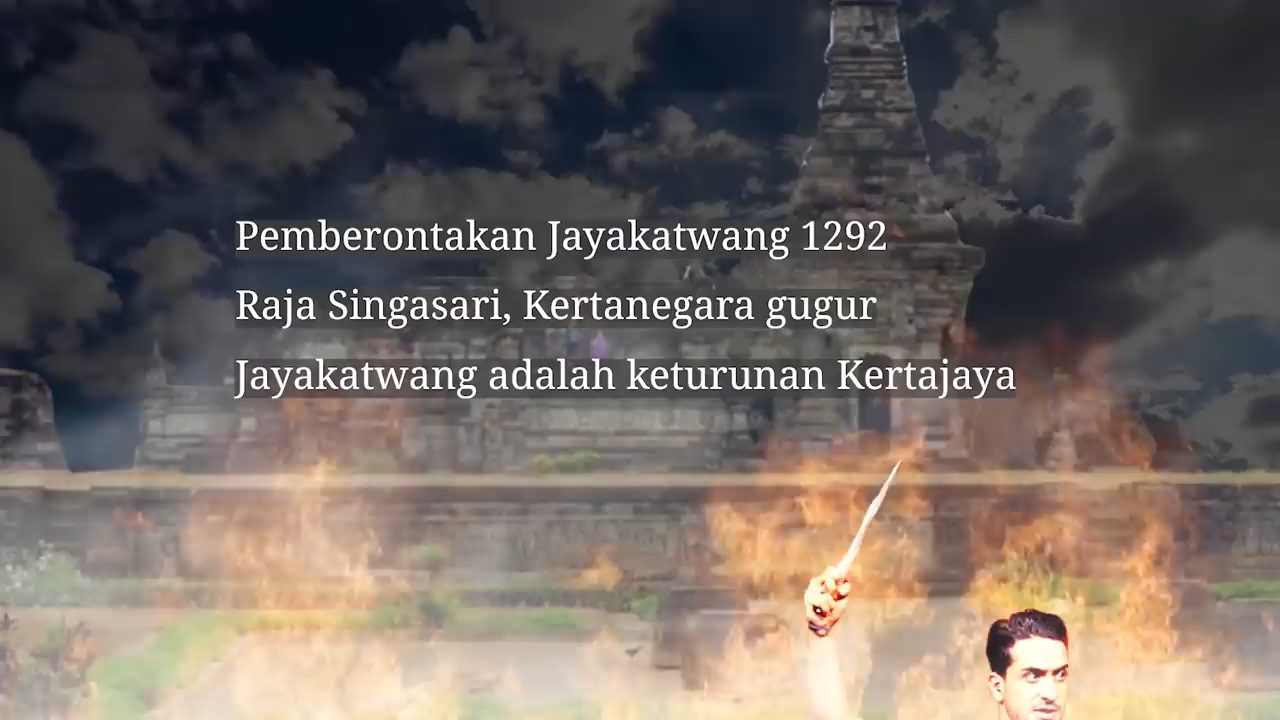 Pemberontakan Jayakatwang 1292
Raja Singasari, Kertanegara gugur
Jayakatwang adalah keturunan Kertajaya